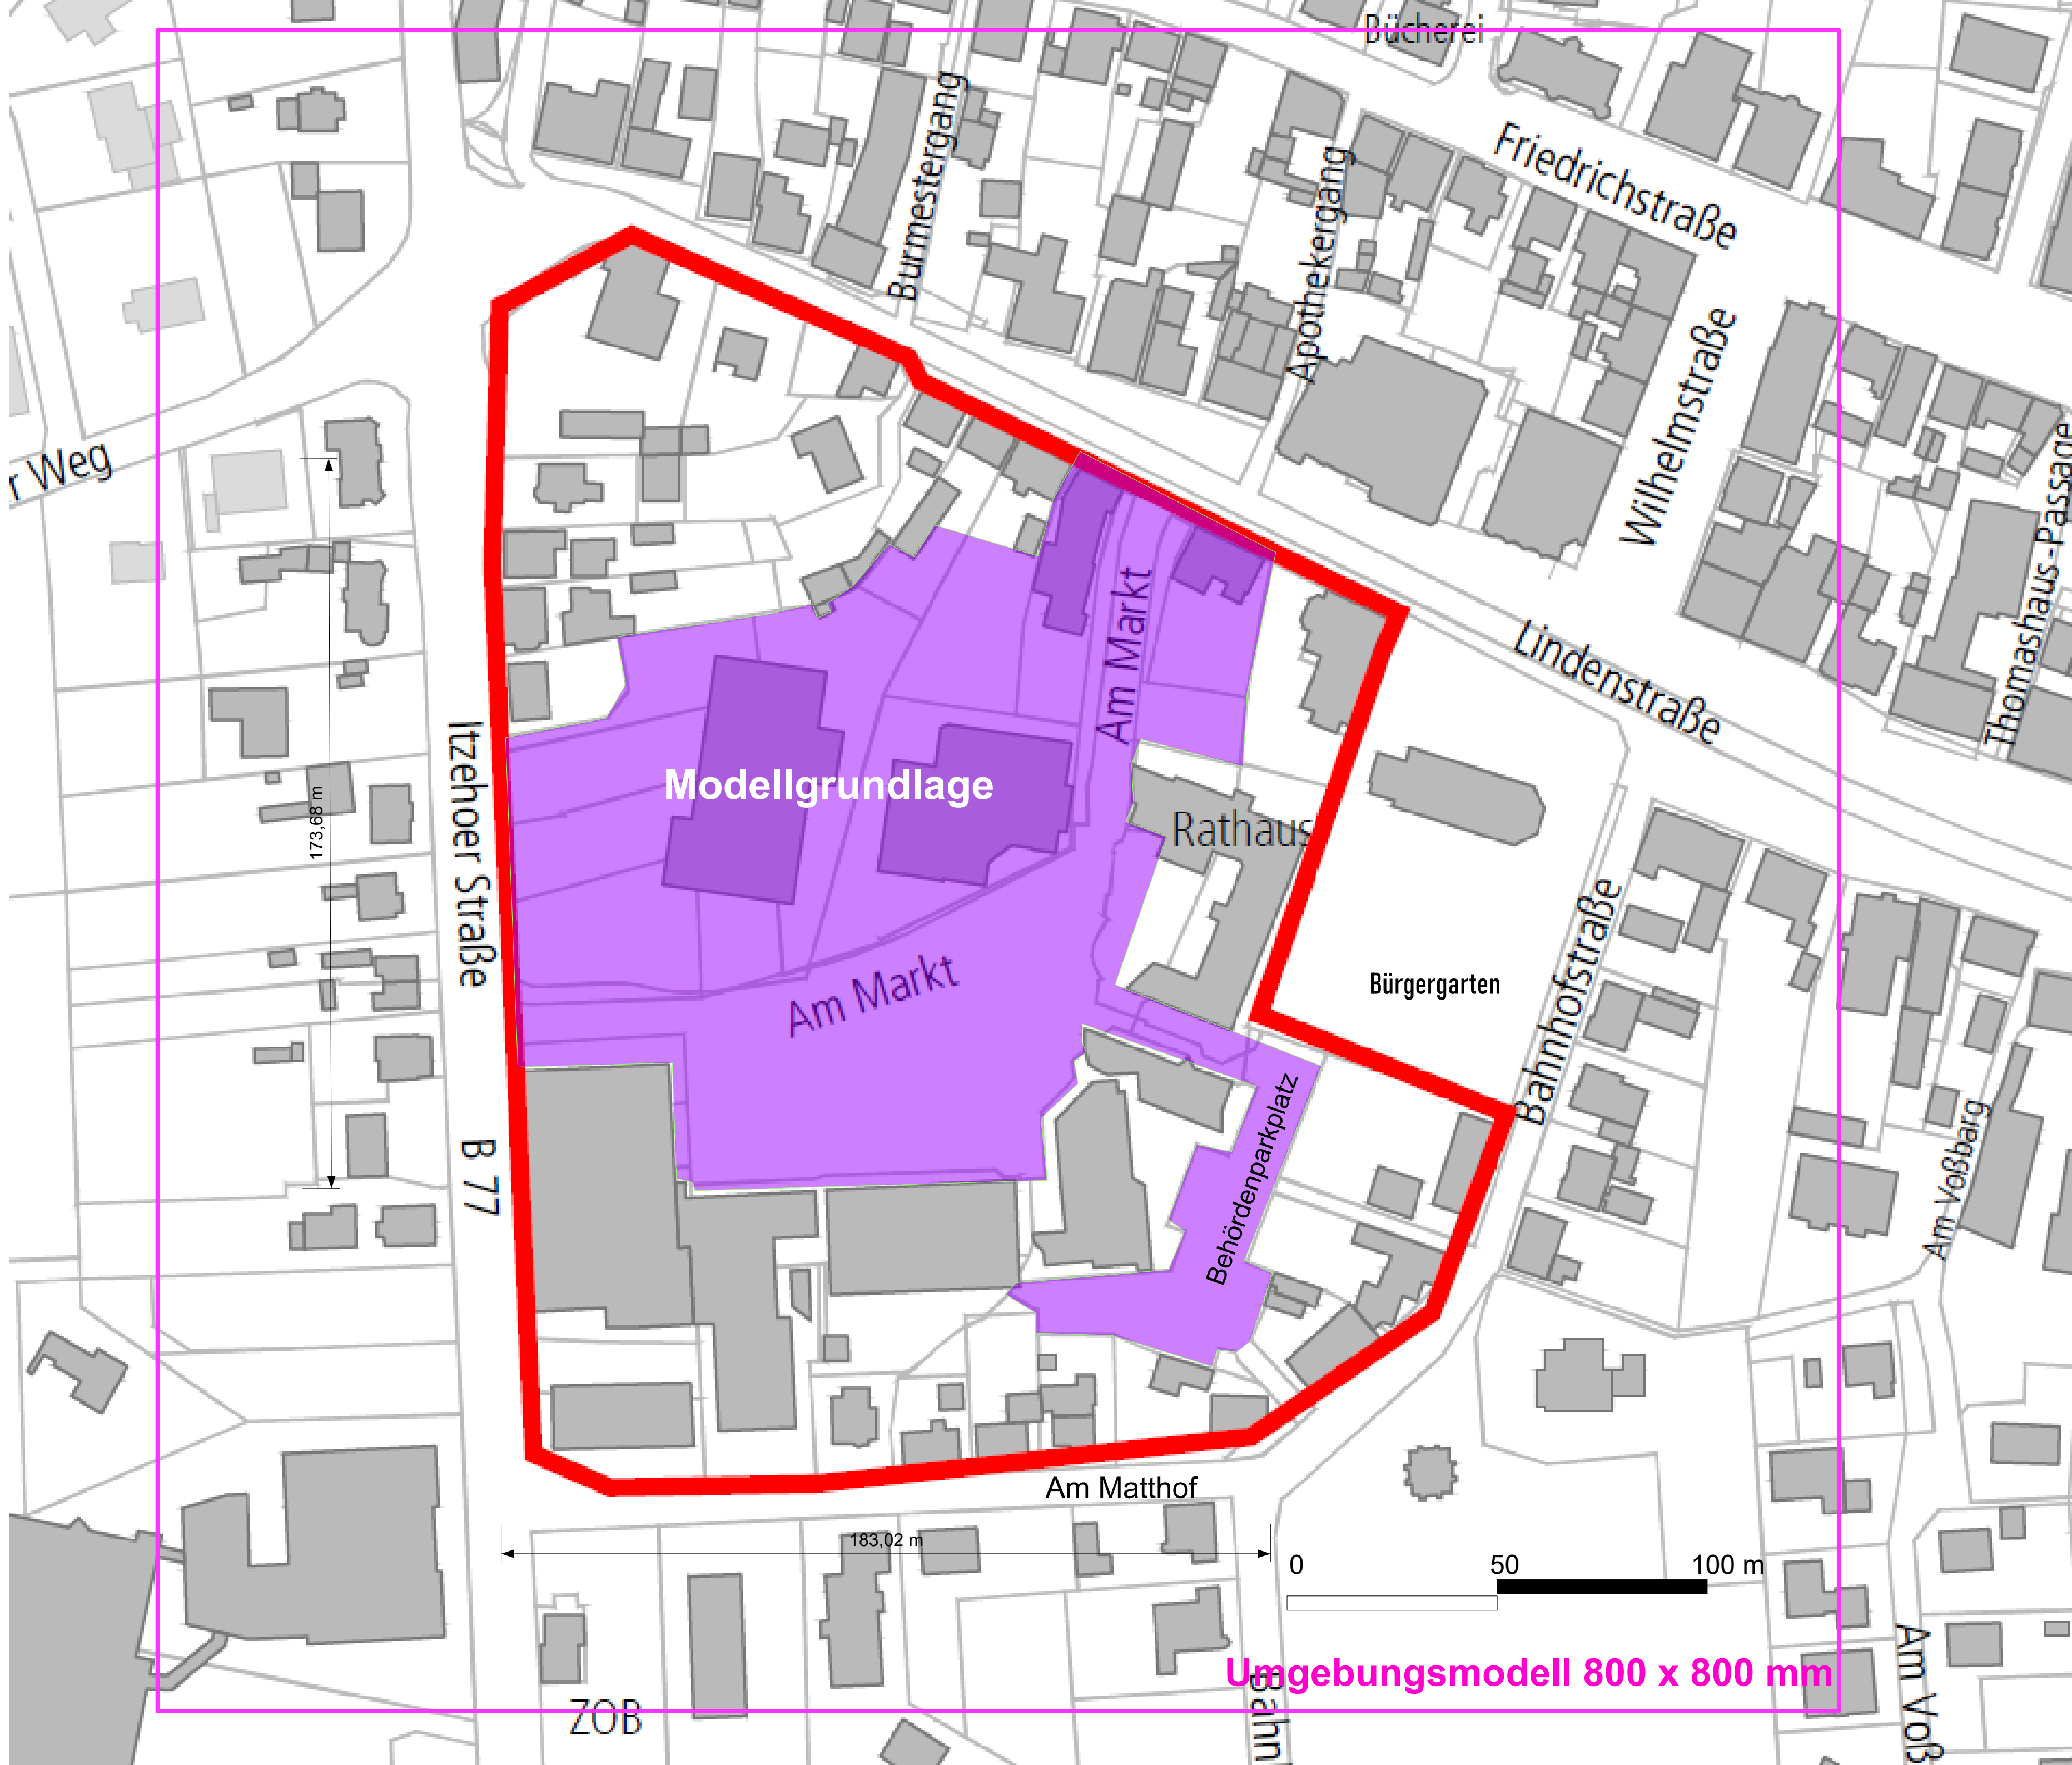 Bücherei
Friedrichstraße
Burmestergang
Apothekergang
Wilhelmstraße
Thomashaus-Passage
r Weg
Lindenstraße
Am Markt
Itzehoer Straße
173,68 m
Modellgrundlage
Rathaus
Bürgergarten
Bahnhofstraße
Am Markt
Behördenparkplatz
Am Voßbarg
B 77
Am Matthof
183,02 m
0 50 100 m
Umgebungsmodell 800 x 800 mm
ZOB
Bahn
Am Voß